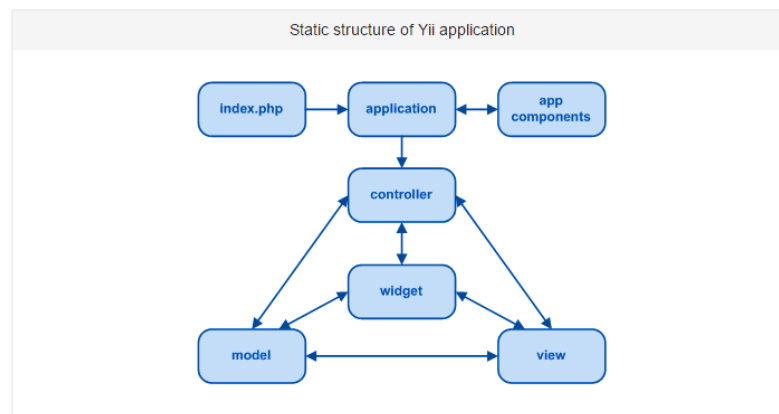 Static structure of Yii application
index.php
application
app
components
controller
widget
model
view